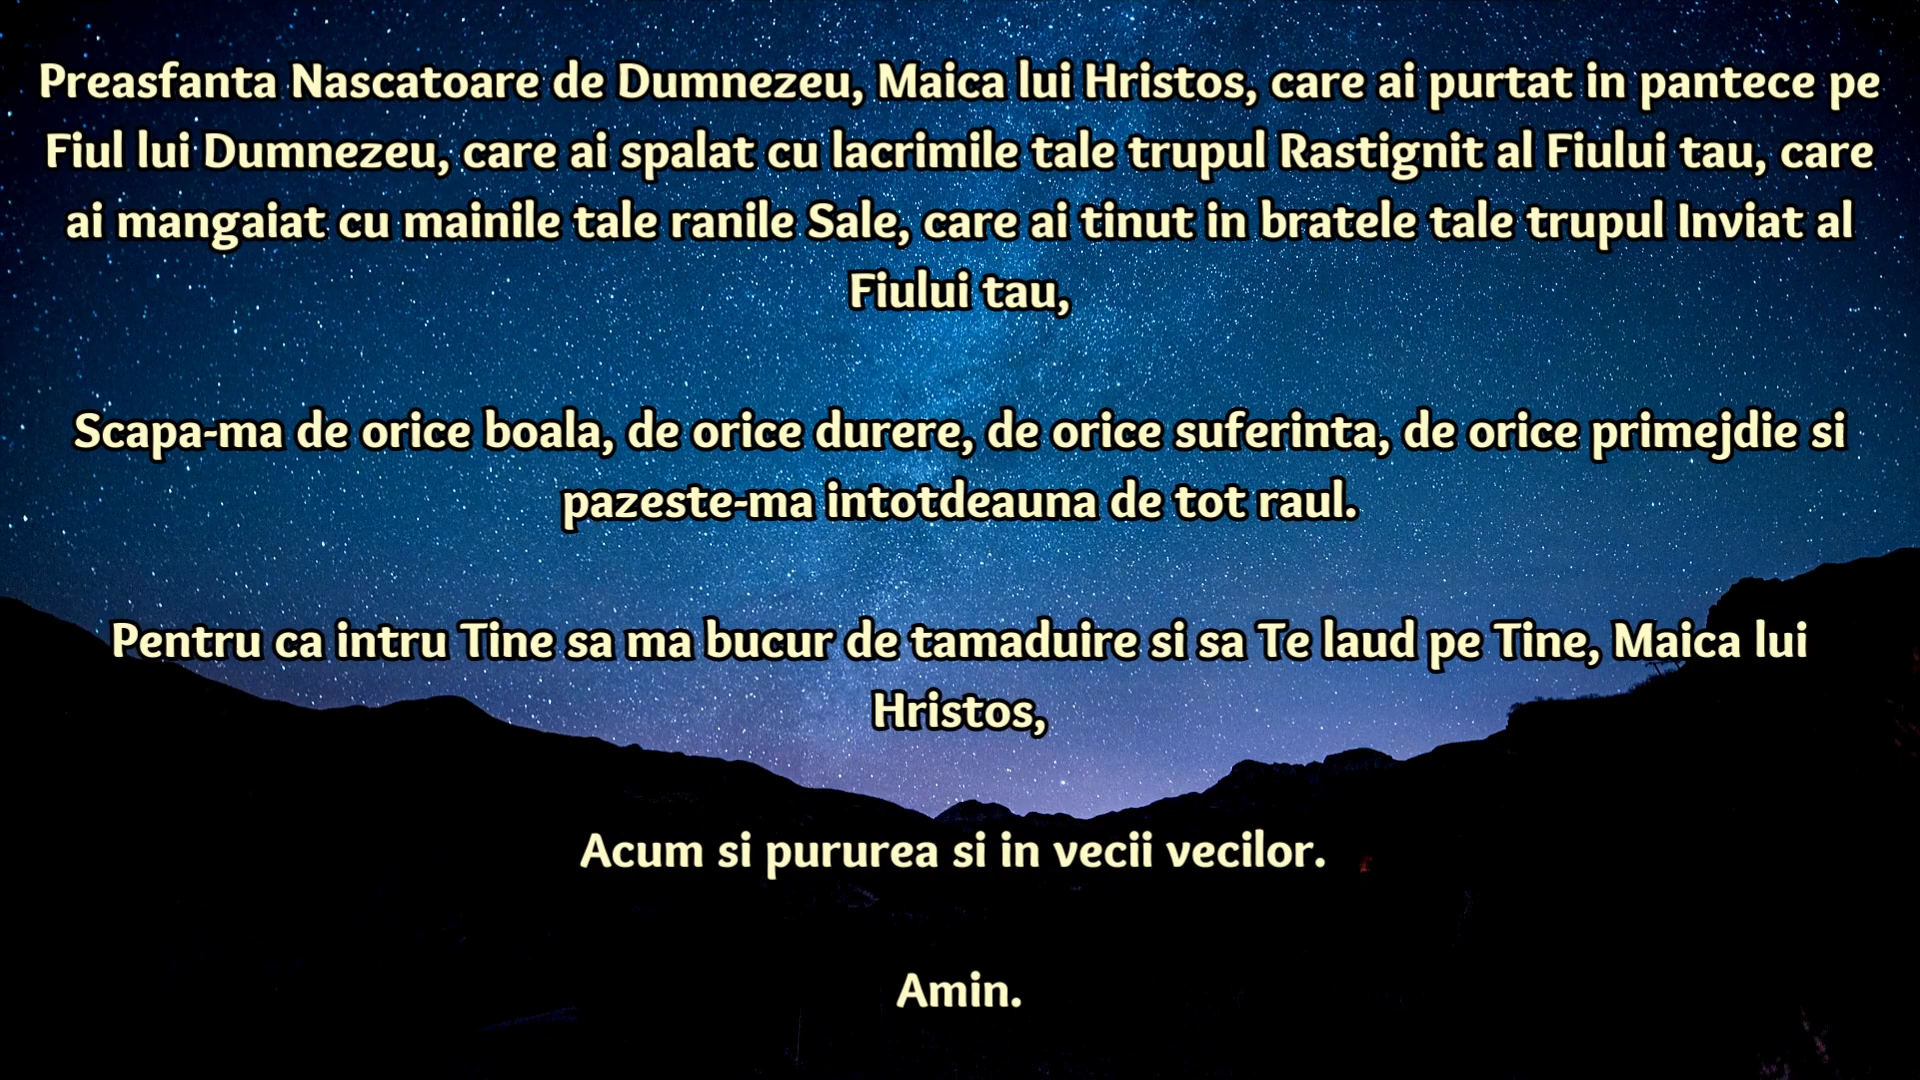 Preasfanta Nascatoare de Dumnezeu, Maica lui Hristos, care ai purtat in pantece pe
Fiul lui Dumnezeu, care ai spalat cu lacrimile tale trupul Rastignit al Fiului tau, care
ai mangaiat cu mainile tale ranile Sale, care ai tinut in bratele tale trupul Inviat al
Fiului tau,
Scapa-ma de orice boala, de orice durere, de orice suferinta, de orice primejdie si
pazeste-ma intotdeauna de tot raul.
Pentru ca intru Tine sa ma bucur de tamaduire si sa Te laud pe Tine, Maica lui
Hristos,
Acum si pururea si in vecii vecilor.
Amin.